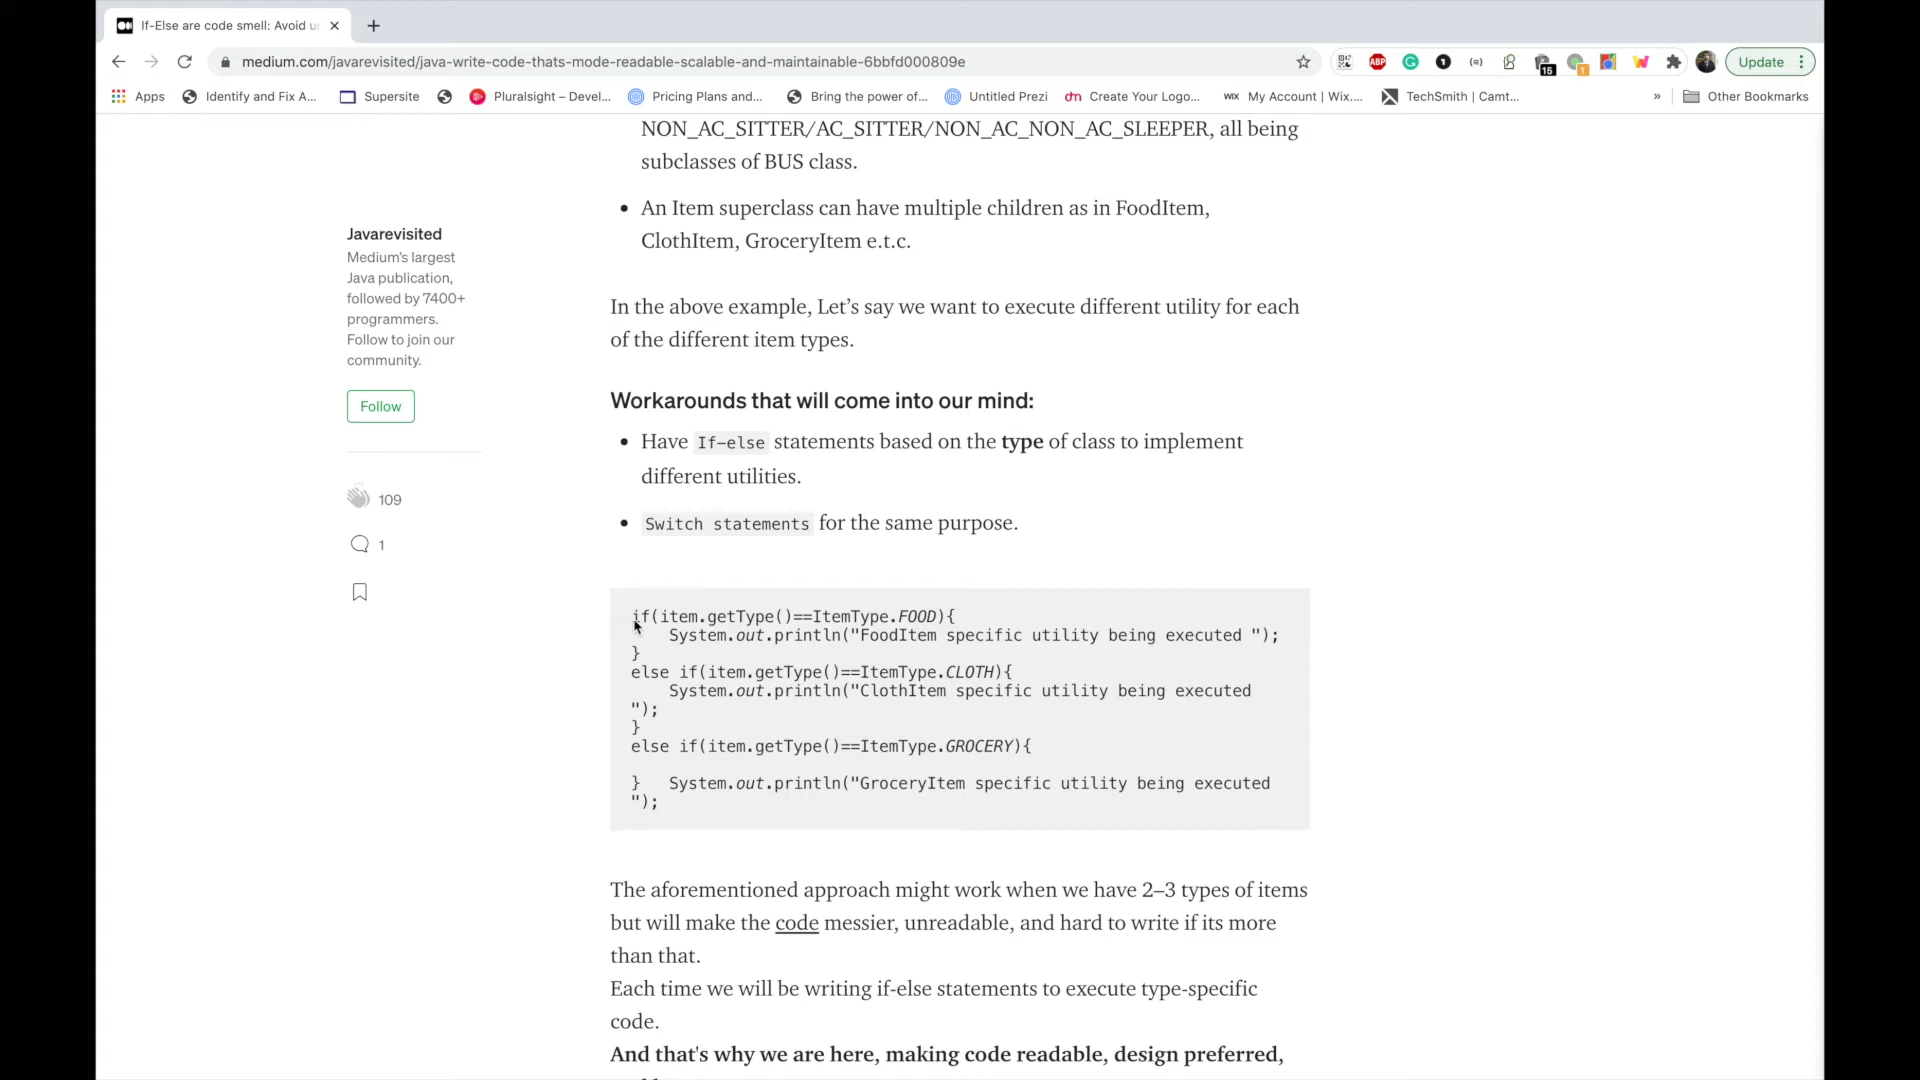 If-Else are code smell: Avoid u
medium.com/javarevisited/java-write-code-thats-mode-readable-scalable-and-maintainable-6bbfd000809e
ABP
15
1
Update
Apps
Identify and Fix A...
Supersite
Pluralsight – Devel...
Pricing Plans and...
Bring the power of...
Untitled Prezi
dm Create Your Logo...
WIX My Account | Wix....
TechSmith | Camt...
»
Other Bookmarks
NON_AC_SITTER/AC_SITTER/NON_AC_NON_AC_SLEEPER, all being
subclasses of BUS class.
• An Item superclass can have multiple children as in FoodItem,
ClothItem, GroceryItem e.t.c.
Javarevisited
Medium's largest
Java publication,
followed by 7400+
programmers.
Follow to join our
community.
Follow
109
1
In the above example, Let's say we want to execute different utility for each
of the different item types.
Workarounds that will come into our mind:
• Have If-else statements based on the type of class to implement
different utilities.
• Switch statements for the same purpose.
if(item.getType()==ItemType.FOOD){
System.out.println("FoodItem specific utility being executed ");
}
else if(item.getType()==ItemType.CLOTH){
System.out.println("ClothItem specific utility being executed
");
}
else if(item.getType()==ItemType.GROCERY){
} System.out.println("GroceryItem specific utility being executed
");
The aforementioned approach might work when we have 2–3 types of items
but will make the code messier, unreadable, and hard to write if its more
than that.
Each time we will be writing if-else statements to execute type-specific
code.
And that's why we are here, making code readable, design preferred,